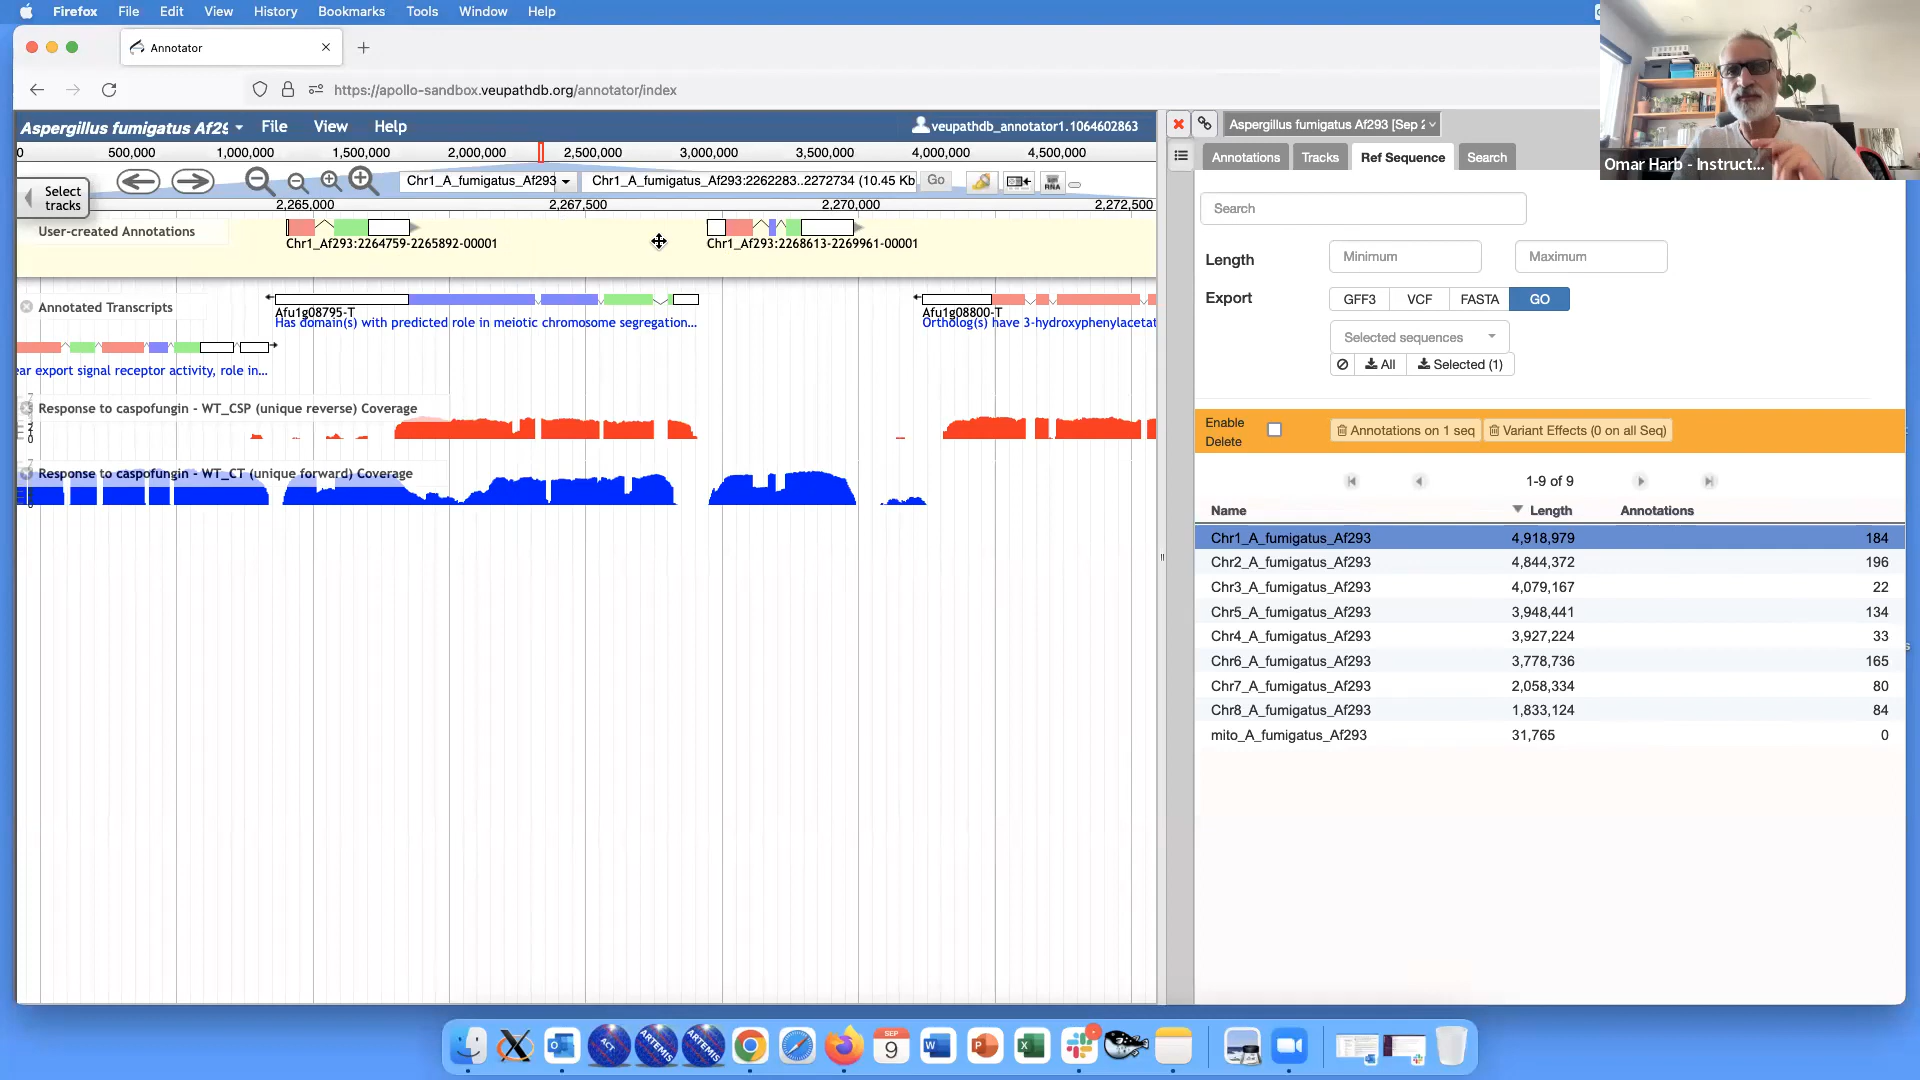 Firefox File Edit View History Bookmarks Tools Window Help
Annotator
https://apollo-sandbox.veupathdb.org/annotator/index
Aspergillus fumigatus Af29 File View Help
veupathdb_annotator1.1064602863
0 500,000 1,000,000 1,500,000 2,000,000 2,500,000 3,000,000 3,500,000 4,000,000 4,500,000
Select tracks
Chr1_A_fumigatus_Af293
Chr1_A_fumigatus_Af293:2262283..2272734 (10.45 Kb
Go
RNA
2,265,000 2,267,500 2,270,000 2,272,500
User-created Annotations
Chr1_Af293:2264759-2265892-00001
Chr1_Af293:2268613-2269961-00001
Annotated Transcripts
Afu1g08795-T
Has domain(s) with predicted role in meiotic chromosome segregation...
Afu1g08800-T
Ortholog(s) have 3-hydroxyphenylacetat
ear export signal receptor activity, role in...
Response to caspofungin - WT_CSP (unique reverse) Coverage
Response to caspofungin - WT_CT (unique forward) Coverage
Aspergillus fumigatus Af293 [Sep 2
Annotations Tracks Ref Sequence Search
Search
Length Minimum Maximum
Export GFF3 VCF FASTA GO
Selected sequences
All Selected (1)
Enable Delete
Annotations on 1 seq Variant Effects (0 on all Seq)
1-9 of 9
Name Length Annotations
Chr1_A_fumigatus_Af293 4,918,979 184
Chr2_A_fumigatus_Af293 4,844,372 196
Chr3_A_fumigatus_Af293 4,079,167 22
Chr5_A_fumigatus_Af293 3,948,441 134
Chr4_A_fumigatus_Af293 3,927,224 33
Chr6_A_fumigatus_Af293 3,778,736 165
Chr7_A_fumigatus_Af293 2,058,334 80
Chr8_A_fumigatus_Af293 1,833,124 84
mito_A_fumigatus_Af293 31,765 0
Omar Harb - Instruct...
ACT ARTEMIS ARTEMIS
SEP 9